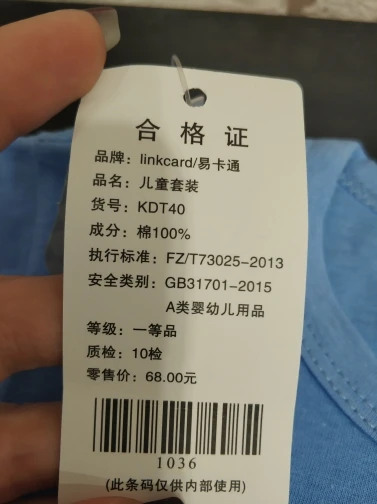 合格证
品牌：linkcard/易卡通
品名：儿童套装
货号：KDT40
成分：棉100%
执行标准：FZ/T73025-2013
安全类别：GB31701-2015
A类婴幼儿用品
等级：一等品
质检：10检
零售价：68.00元
1036
(此条码仅供内部使用)